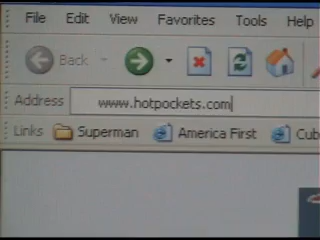 File Edit View Favorites Tools Help
Back
Address www.hotpockets.com
Links Superman America First Cub